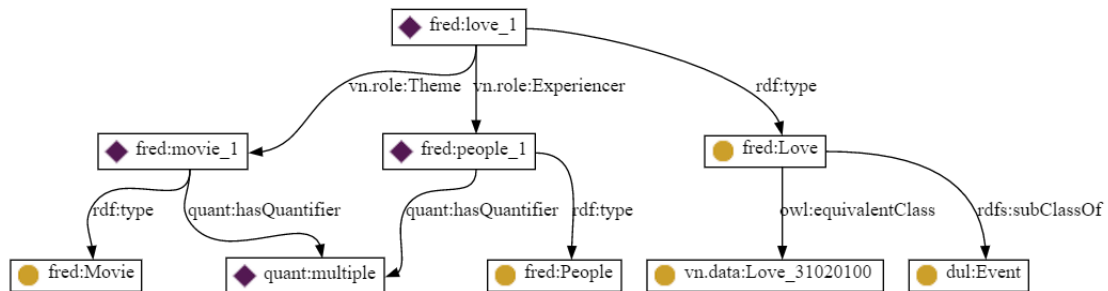 fred:love_1
vn.role:Theme
vn.role:Experiencer
rdf:type
fred:movie_1
fred:people_1
fred:Love
rdf:type
quant:hasQuantifier
quant:hasQuantifier
rdf:type
owl:equivalentClass
rdfs:subClassOf
fred:Movie
quant:multiple
fred:People
vn.data:Love_31020100
dul:Event